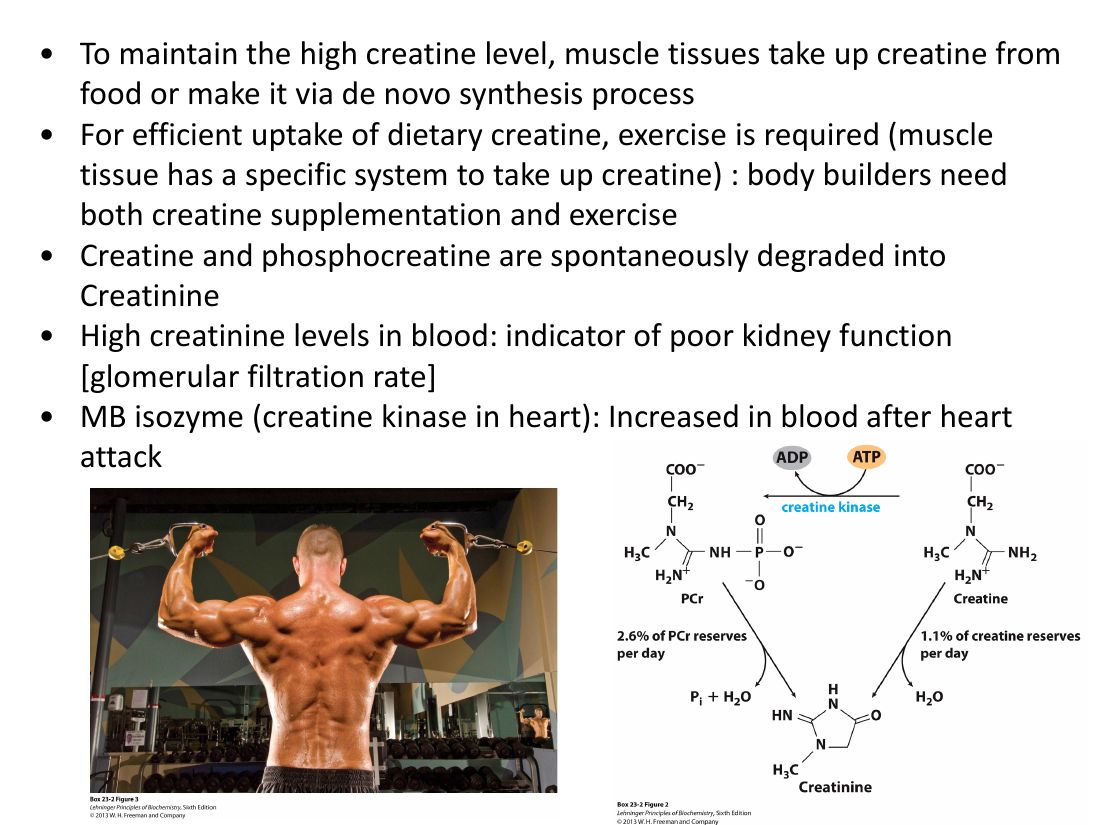 • To maintain the high creatine level, muscle tissues take up creatine from
food or make it via de novo synthesis process
• For efficient uptake of dietary creatine, exercise is required (muscle
tissue has a specific system to take up creatine) : body builders need
both creatine supplementation and exercise
• Creatine and phosphocreatine are spontaneously degraded into
Creatinine
• High creatinine levels in blood: indicator of poor kidney function
[glomerular filtration rate]
• MB isozyme (creatine kinase in heart): Increased in blood after heart
attack
ADP ATP
creatine kinase
COO⁻
CH₂
N
H₃C
NH
P
O
O⁻
⁻O
H₂N⁺
PCr
COO⁻
CH₂
N
H₃C
NH₂
H₂N⁺
Creatine
2.6% of PCr reserves
per day
1.1% of creatine reserves
per day
Pᵢ + H₂O
H₂O
H
N
HN
O
N
H₃C
Creatinine
Box 23-2 Figure 3
Lehninger Principles of Biochemistry, Sixth Edition
© 2013 W. H. Freeman and Company
Box 23-2 Figure 2
Lehninger Principles of Biochemistry, Sixth Edition
© 2013 W. H. Freeman and Company